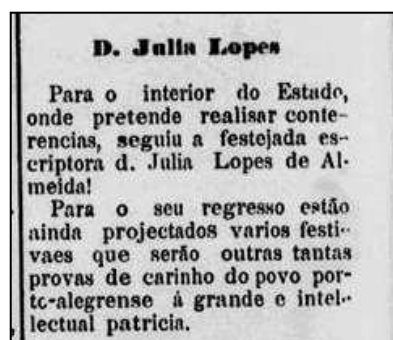 D. Julia Lopes
Para o interior do Estado,
onde pretende realisar confe-
rencias, seguiu a festejada es-
criptora d. Julia Lopes de Al-
meida!
Para o seu regresso estão
ainda projectados varios festi-
vaes que serão outras tantas
provas de carinho do povo por-
to-alegrense á grande e intel-
lectual patricia.